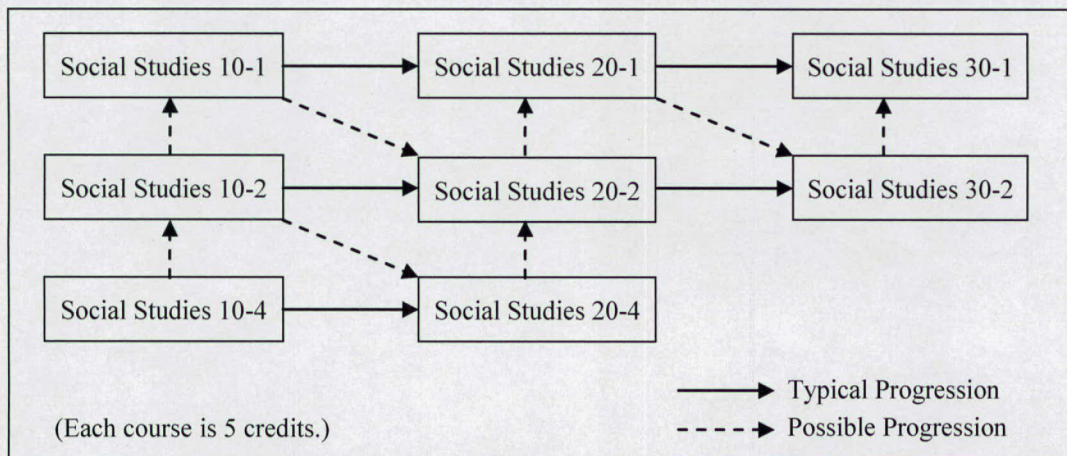 Social Studies 10-1
Social Studies 20-1
Social Studies 30-1
Social Studies 10-2
Social Studies 20-2
Social Studies 30-2
Social Studies 10-4
Social Studies 20-4
Typical Progression
(Each course is 5 credits.)
Possible Progression